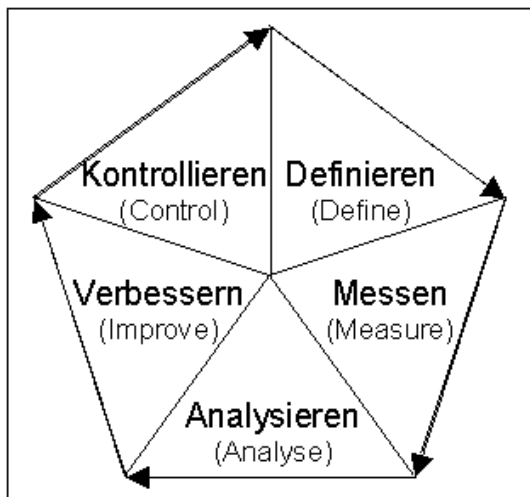 Kontrollieren
(Control)
Definieren
(Define)
Verbessern
(Improve)
Messen
(Measure)
Analysieren
(Analyse)